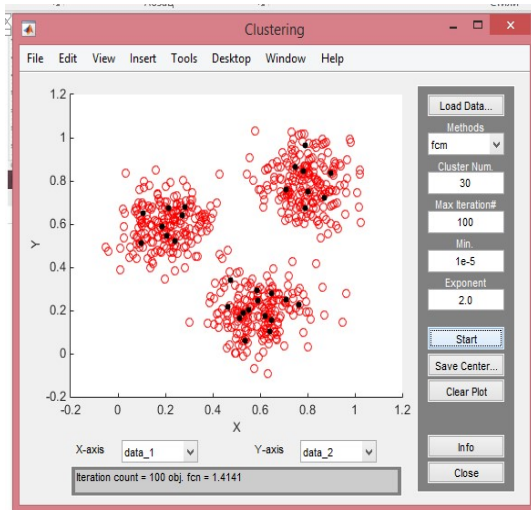 Clustering
File Edit View Insert Tools Desktop Window Help
1.2
1
0.8
0.6
0.4
0.2
0
-0.2
Y
-0.2 0 0.2 0.4 0.6 0.8 1 1.2
X
X-axis data_1 Y-axis data_2
Iteration count = 100 obj. fcn = 1.4141
Load Data...
Methods
fcm
Cluster Num.
30
Max Iteration#
100
Min.
1e-5
Exponent
2.0
Start
Save Center...
Clear Plot
Info
Close